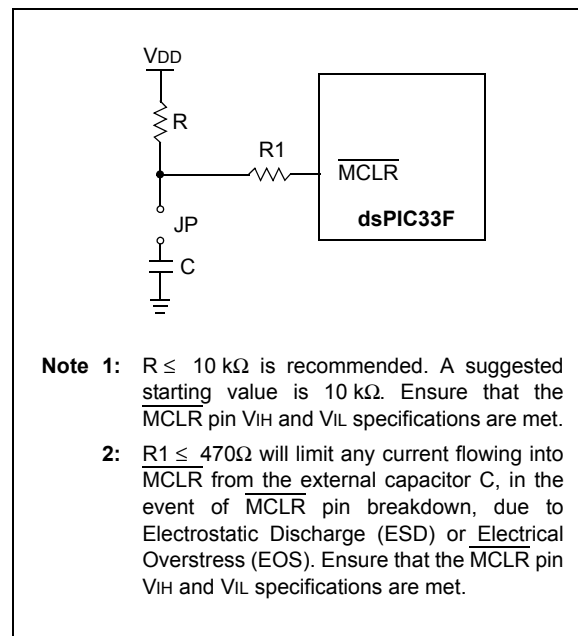 VDD
R
R1
MCLR
dsPIC33F
JP
C
Note 1: R ≤ 10 kΩ is recommended. A suggested
starting value is 10 kΩ. Ensure that the
MCLR pin VIH and VIL specifications are met.
2: R1 ≤ 470Ω will limit any current flowing into
MCLR from the external capacitor C, in the
event of MCLR pin breakdown, due to
Electrostatic Discharge (ESD) or Electrical
Overstress (EOS). Ensure that the MCLR pin
VIH and VIL specifications are met.